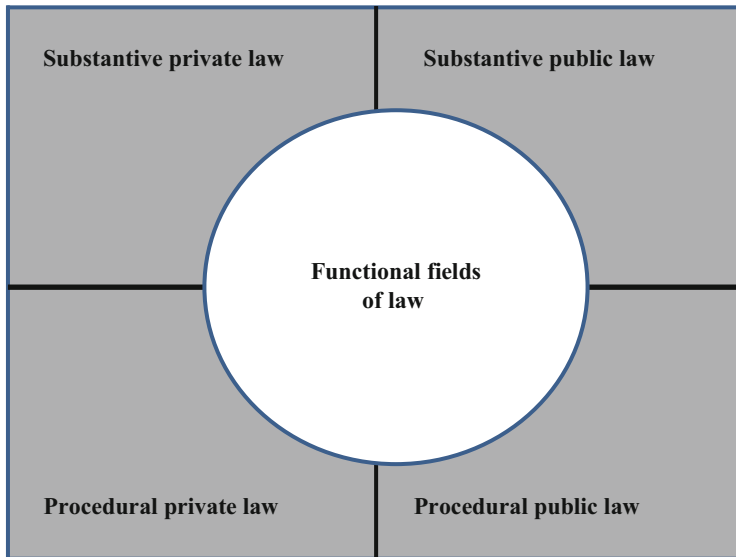 Substantive private law
Substantive public law
Functional fields
of law
Procedural private law
Procedural public law